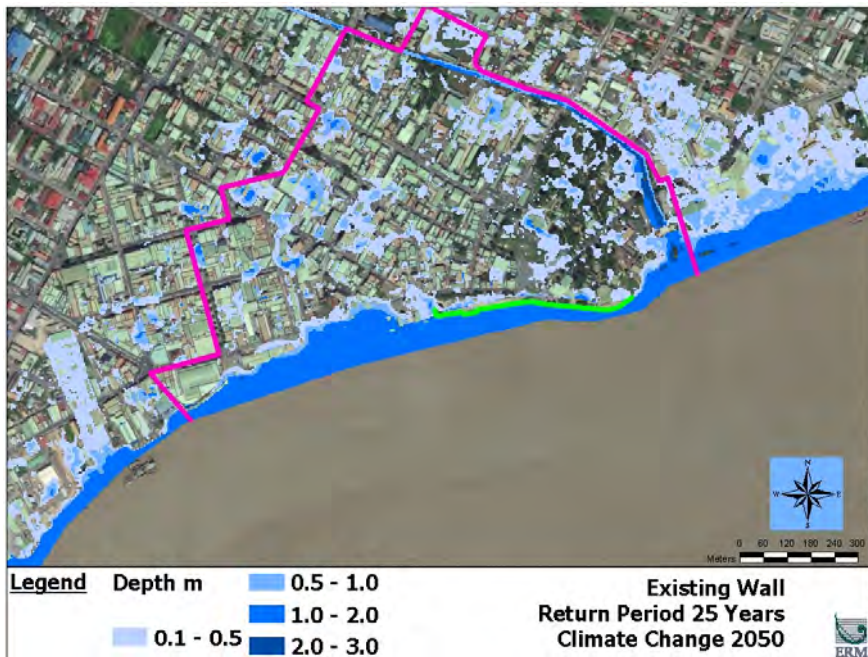 N
W E
S
0 60 120 180 240 300
Meters
Legend Depth m
0.1 - 0.5
0.5 - 1.0
1.0 - 2.0
2.0 - 3.0
Existing Wall
Return Period 25 Years
Climate Change 2050
ERM